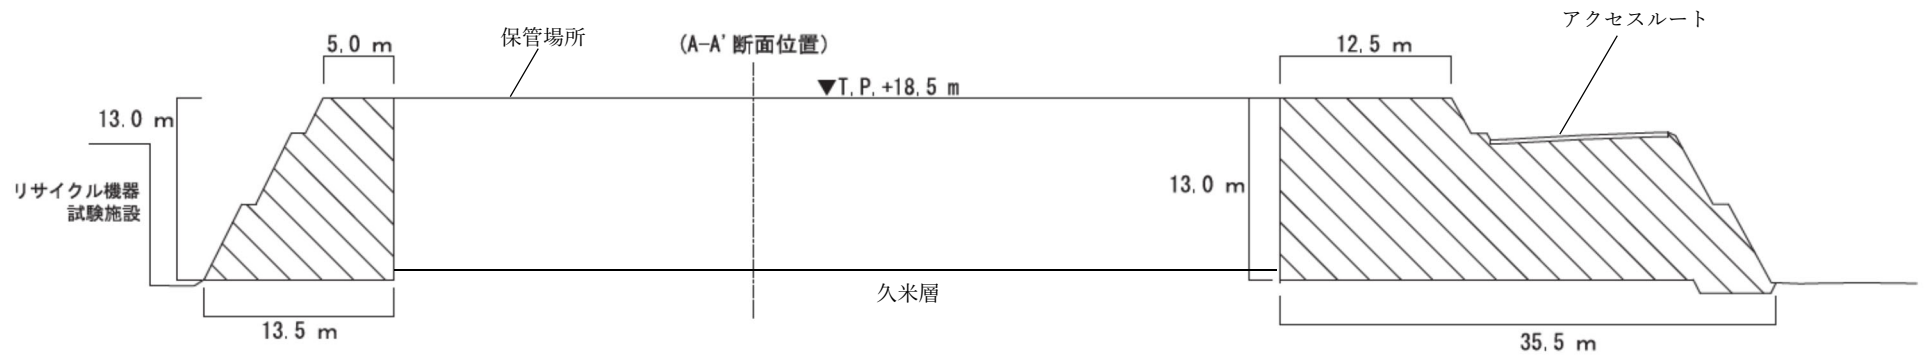 アクセスルート
5.0 m
保管場所
(A-A'断面位置)
12.5 m
▼T.P.+18.5 m
13.0 m
リサイクル機器
試験施設
13.0 m
久米層
13.5 m
35.5 m